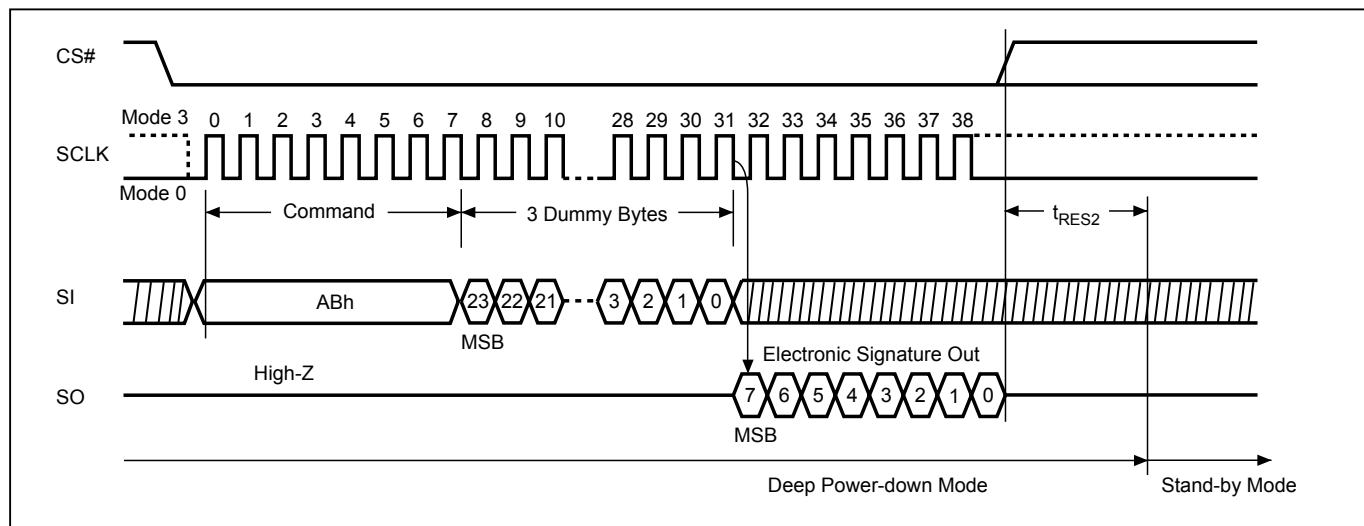 CS#
Mode 3 0 1 2 3 4 5 6 7 8 9 10 28 29 30 31 32 33 34 35 36 37 38
SCLK
Mode 0
Command 3 Dummy Bytes tRES2
SI ABh 23 22 21 3 2 1 0
MSB
High-Z Electronic Signature Out
SO 7 6 5 4 3 2 1 0
MSB
Deep Power-down Mode Stand-by Mode